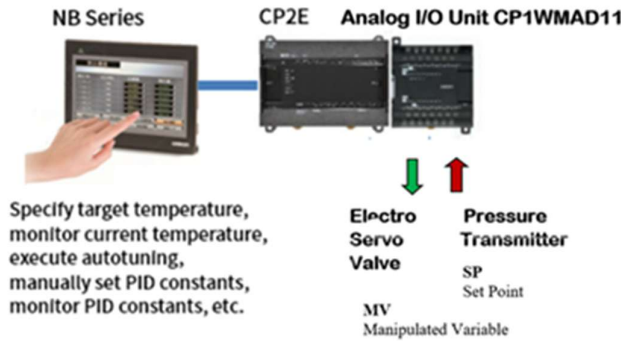 NB Series
CP2E
Analog I/O Unit CP1WMAD11
Specify target temperature,
monitor current temperature,
execute autotuning,
manually set PID constants,
monitor PID constants, etc.
Electro
Servo
Valve
MV
Manipulated Variable
Pressure
Transmitter
SP
Set Point